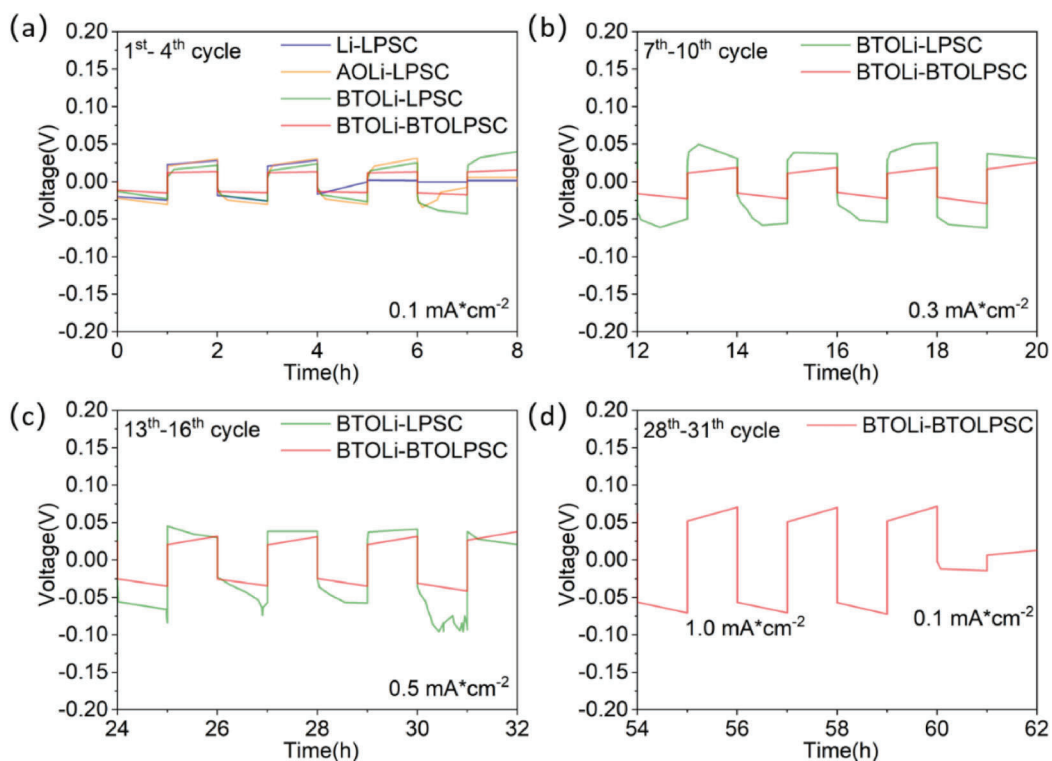 (a)
1st- 4th cycle
Li-LPSC
AOLi-LPSC
BTOLi-LPSC
BTOLi-BTOLPSC
0.20
0.15
0.10
0.05
0.00
-0.05
-0.10
-0.15
-0.20
Voltage(V)
0.1 mA*cm-2
0 2 4 6 8
Time(h)
(b)
7th-10th cycle
BTOLi-LPSC
BTOLi-BTOLPSC
0.20
0.15
0.10
0.05
0.00
-0.05
-0.10
-0.15
-0.20
Voltage(V)
0.3 mA*cm-2
12 14 16 18 20
Time(h)
(c)
13th-16th cycle
BTOLi-LPSC
BTOLi-BTOLPSC
0.20
0.15
0.10
0.05
0.00
-0.05
-0.10
-0.15
-0.20
Voltage(V)
0.5 mA*cm-2
24 26 28 30 32
Time(h)
(d)
28th-31th cycle
BTOLi-BTOLPSC
0.20
0.15
0.10
0.05
0.00
-0.05
-0.10
-0.15
-0.20
Voltage(V)
1.0 mA*cm-2
0.1 mA*cm-2
54 56 58 60 62
Time(h)